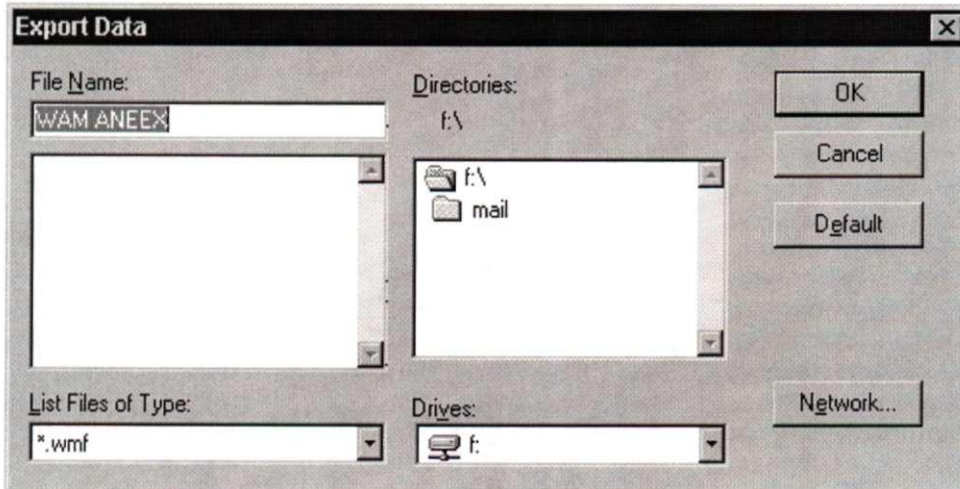 Export Data
File Name:
WAM ANEEX
Directories:
f:\
OK
Cancel
Default
f:\
mail
List Files of Type:
*.wmf
Drives:
f:
Network...